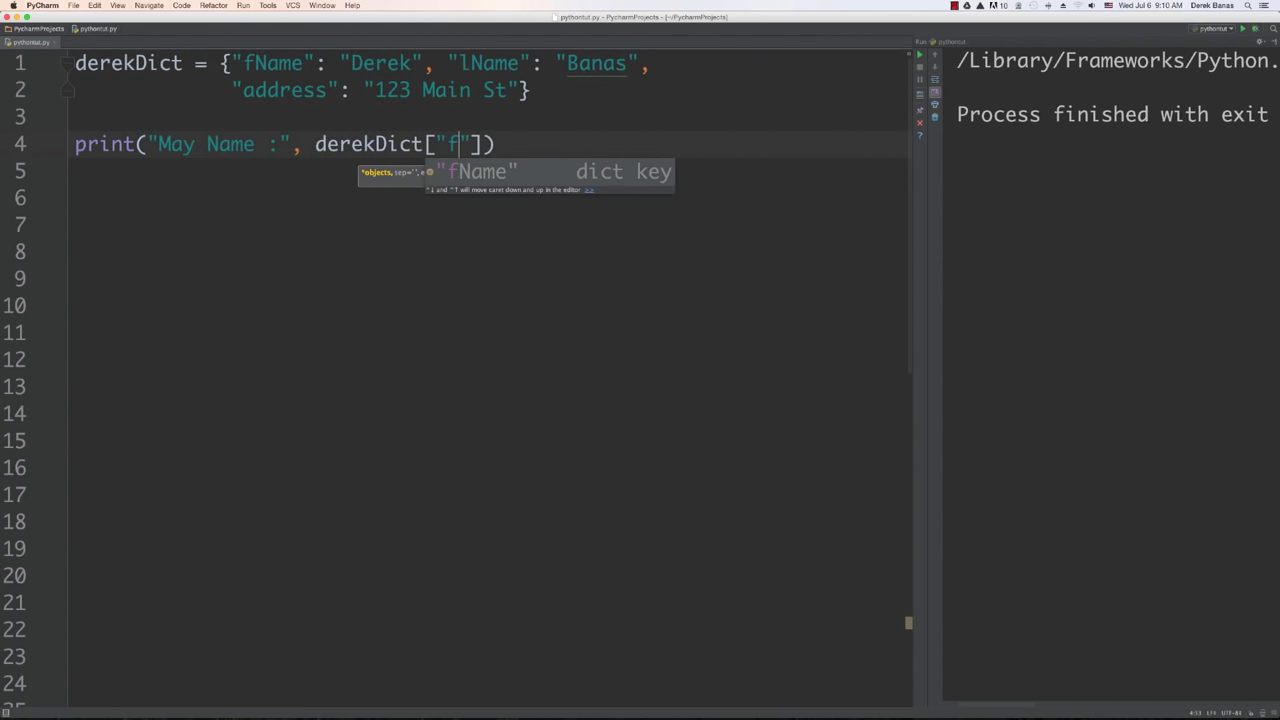 PyCharm File Edit View Navigate Code Refactor Run Tools VCS Window Help 10 Wed Jul 6 9:10 AM Derek Banas
pythontut.py - PycharmProjects - [~/PycharmProjects]
PycharmProjects pythontut.py pythontut
pythontut.py Run: pythontut
1 derekDict = {"fName": "Derek", "lName": "Banas",
2 "address": "123 Main St"}
3
4 print("May Name :", derekDict["f"])
5 "fName" dict key
*objects, sep=' ', e
^↓ and ^↑ will move caret down and up in the editor >>
6
7
8
9
10
11
12
13
14
15
16
17
18
19
20
21
22
23
24
/Library/Frameworks/Python.
Process finished with exit
4:53 LF÷ UTF-8÷